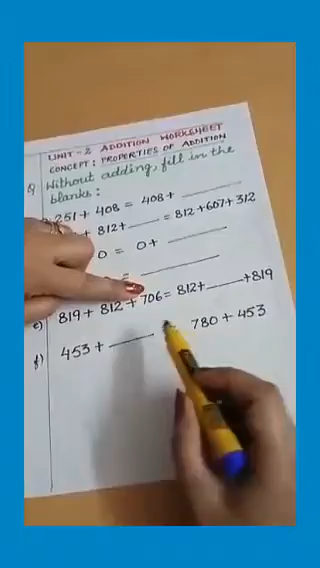 UNIT-2 ADDITION WORKSHEET
CONCEPT: PROPERTIES OF ADDITION
Q Without adding, fill in the
blanks:
251 + 408 = 408 + ______
+ 812 + ______ = 812 + 607 + 312
0 = 0 + ______
= ______
e) 819 + 812 + 706 = 812 + ______ + 819
f) 453 + ______ 780 + 453